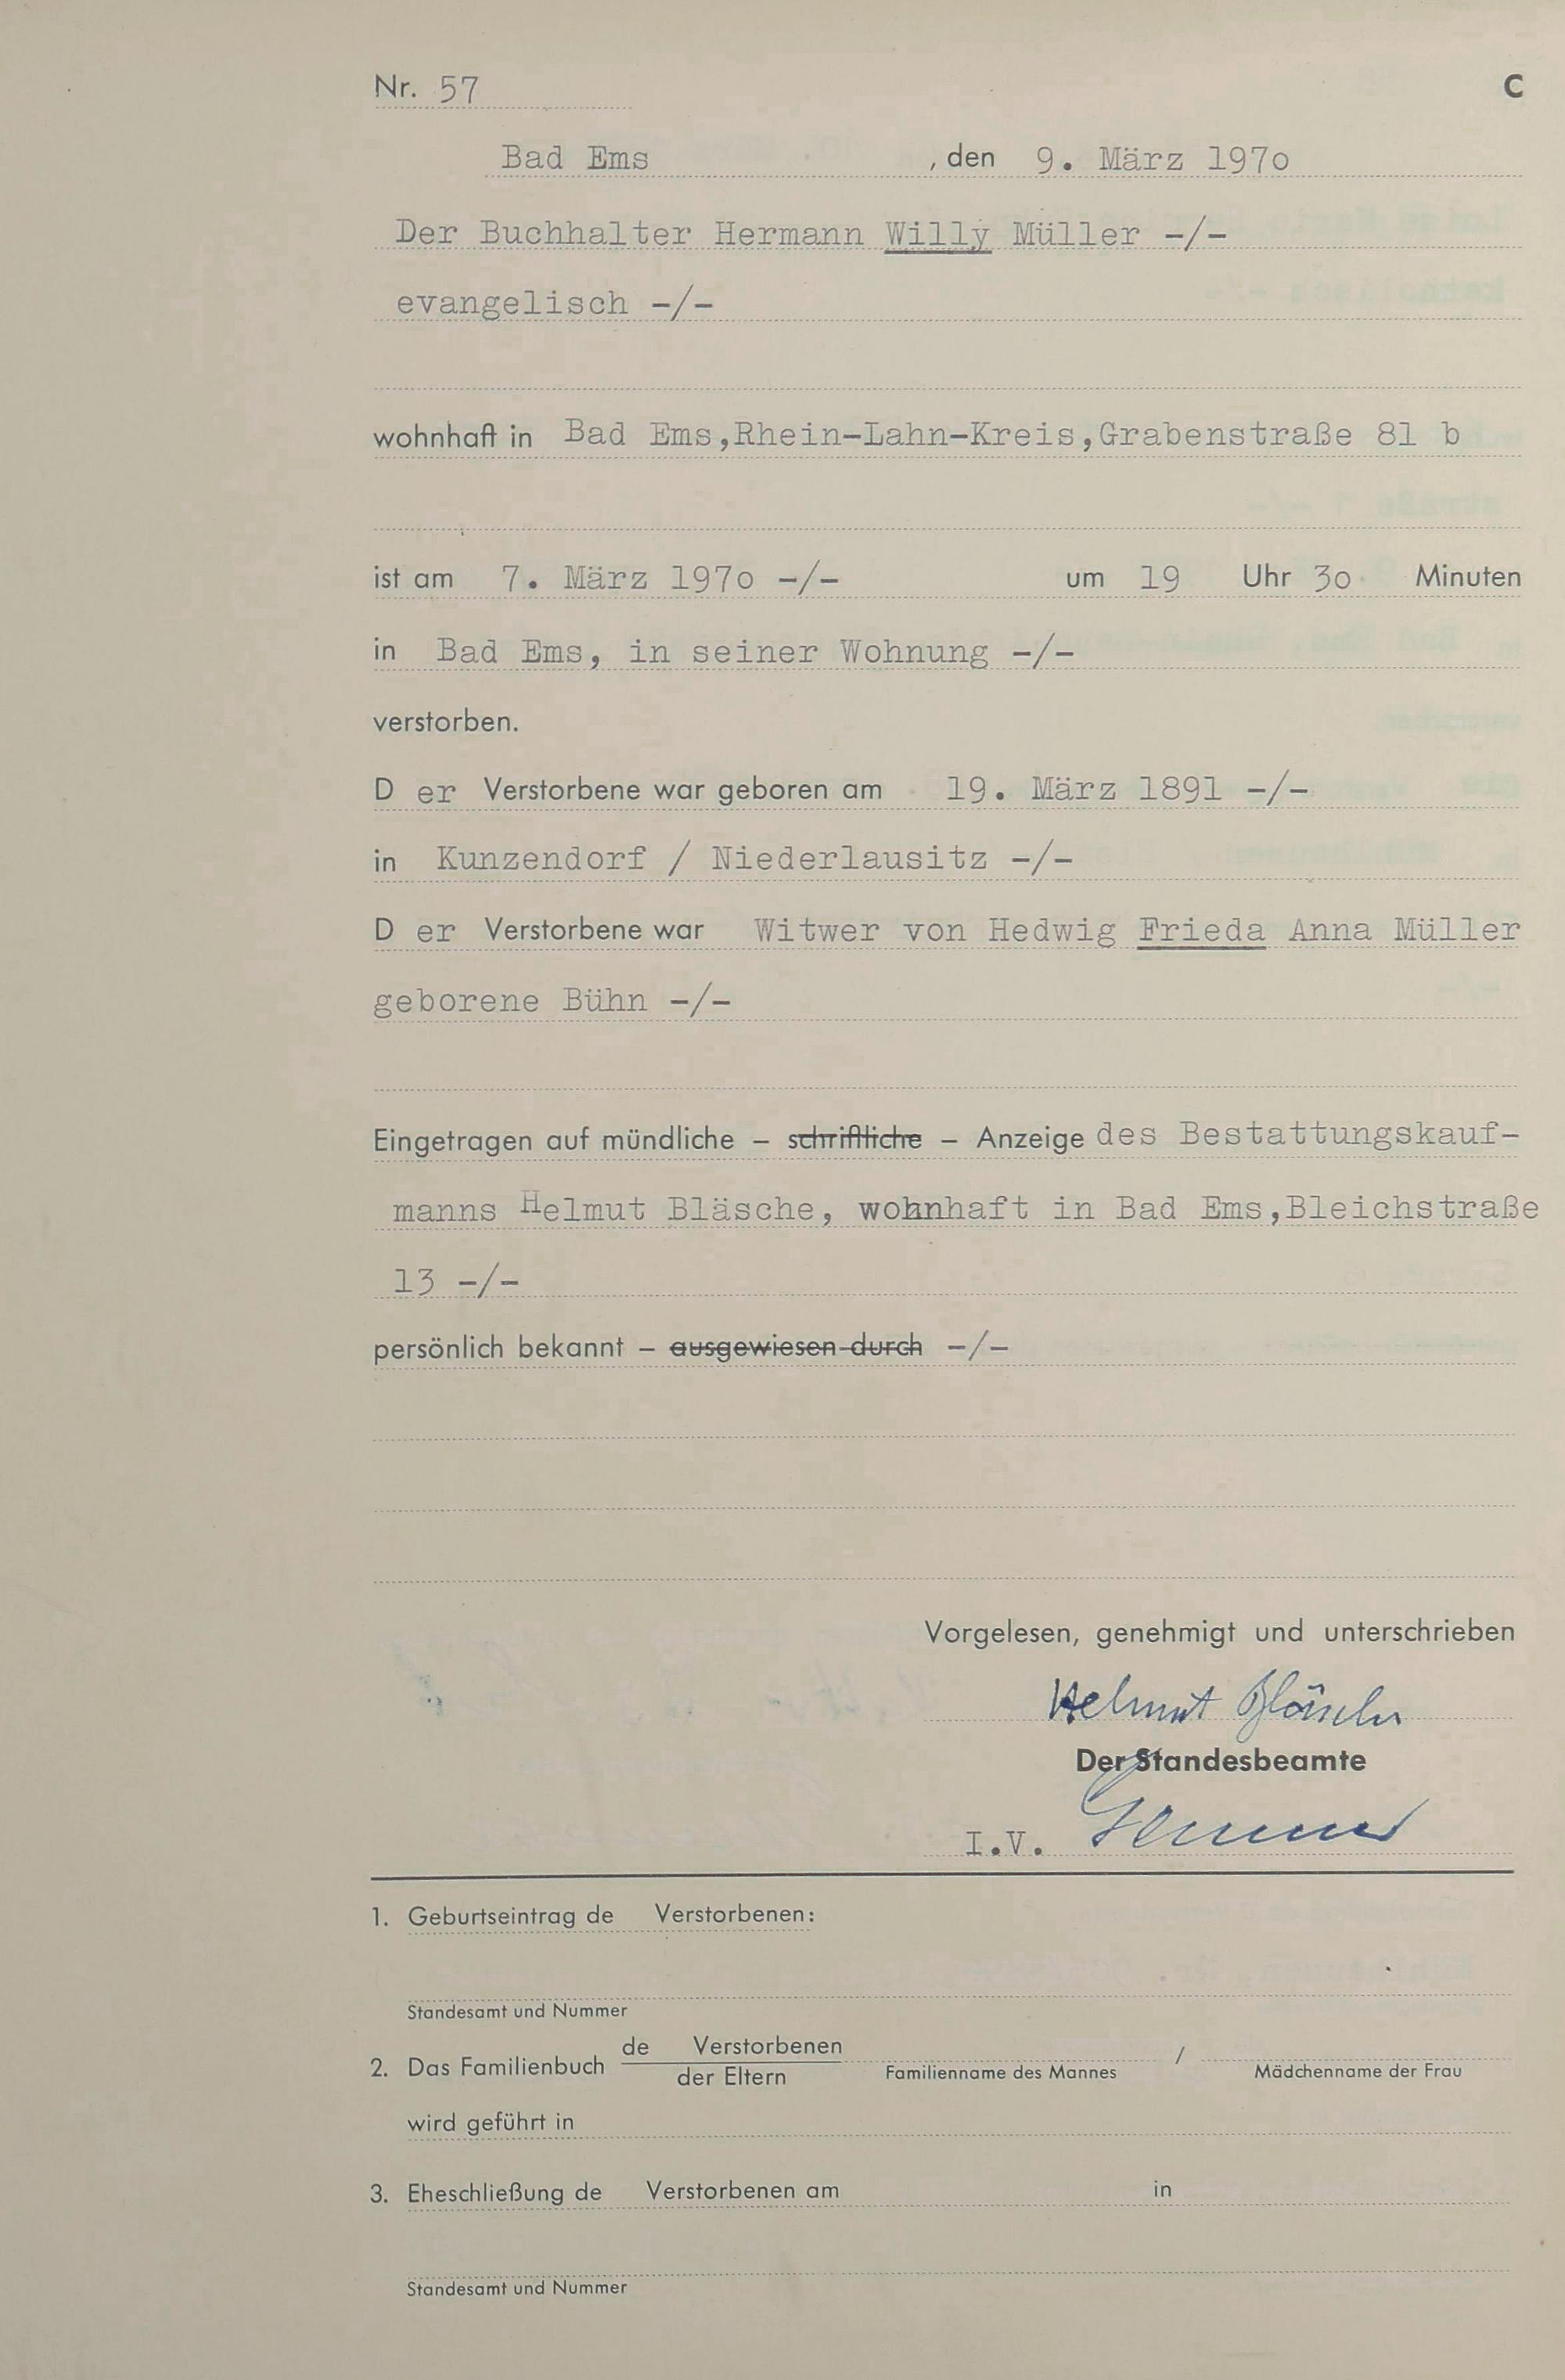 Nr. 57 C
Bad Ems , den 9. März 1970
Der Buchhalter Hermann Willy Müller -/-
evangelisch -/-
wohnhaft in Bad Ems,Rhein-Lahn-Kreis,Grabenstraße 81 b
ist am 7. März 1970 -/- um 19 Uhr 30 Minuten
in Bad Ems, in seiner Wohnung -/-
verstorben.
D er Verstorbene war geboren am 19. März 1891 -/-
in Kunzendorf / Niederlausitz -/-
D er Verstorbene war Witwer von Hedwig Frieda Anna Müller
geborene Bühn -/-
Eingetragen auf mündliche – schriftliche – Anzeige des Bestattungskauf-
manns Helmut Bläsche, wohnhaft in Bad Ems,Bleichstraße
13 -/-
persönlich bekannt – ausgewiesen durch -/-
Vorgelesen, genehmigt und unterschrieben
Helmut Bläsche
Der Standesbeamte
I.V.
1. Geburtseintrag de Verstorbenen:
Standesamt und Nummer
de Verstorbenen
2. Das Familienbuch /
der Eltern Familienname des Mannes Mädchenname der Frau
wird geführt in
3. Eheschließung de Verstorbenen am in
Standesamt und Nummer